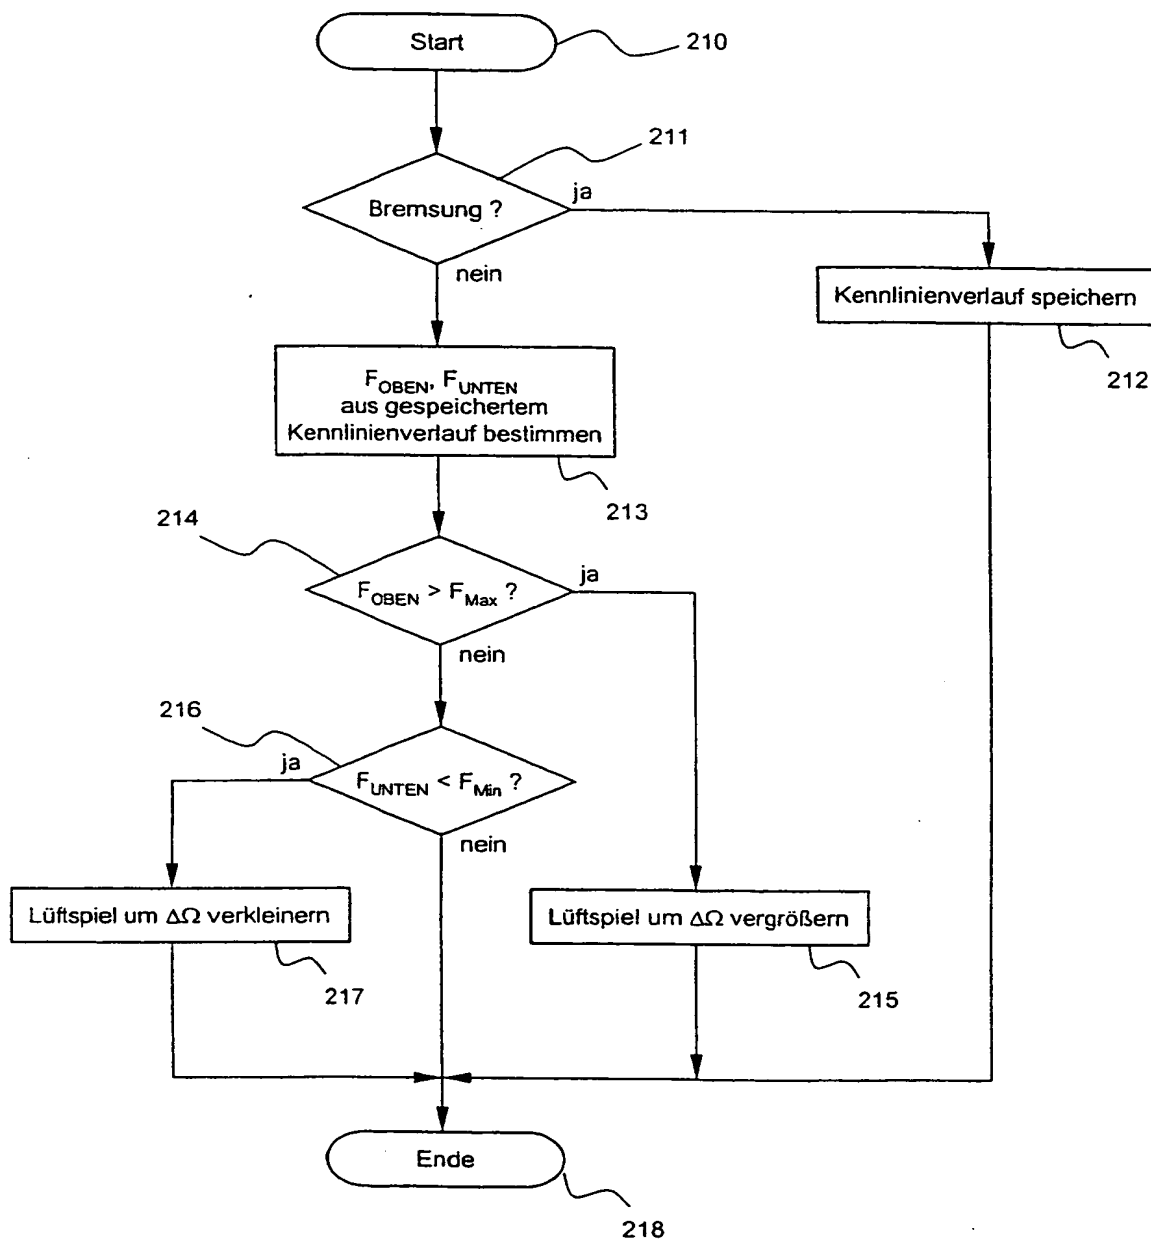 Start
210
211
Bremsung ?
ja
nein
Kennlinienverlauf speichern
212
F_OBEN, F_UNTEN
aus gespeichertem
Kennlinienverlauf bestimmen
213
214
F_OBEN > F_Max ?
ja
nein
216
ja
F_UNTEN < F_Min ?
nein
Lüftspiel um ΔΩ verkleinern
217
Lüftspiel um ΔΩ vergrößern
215
Ende
218